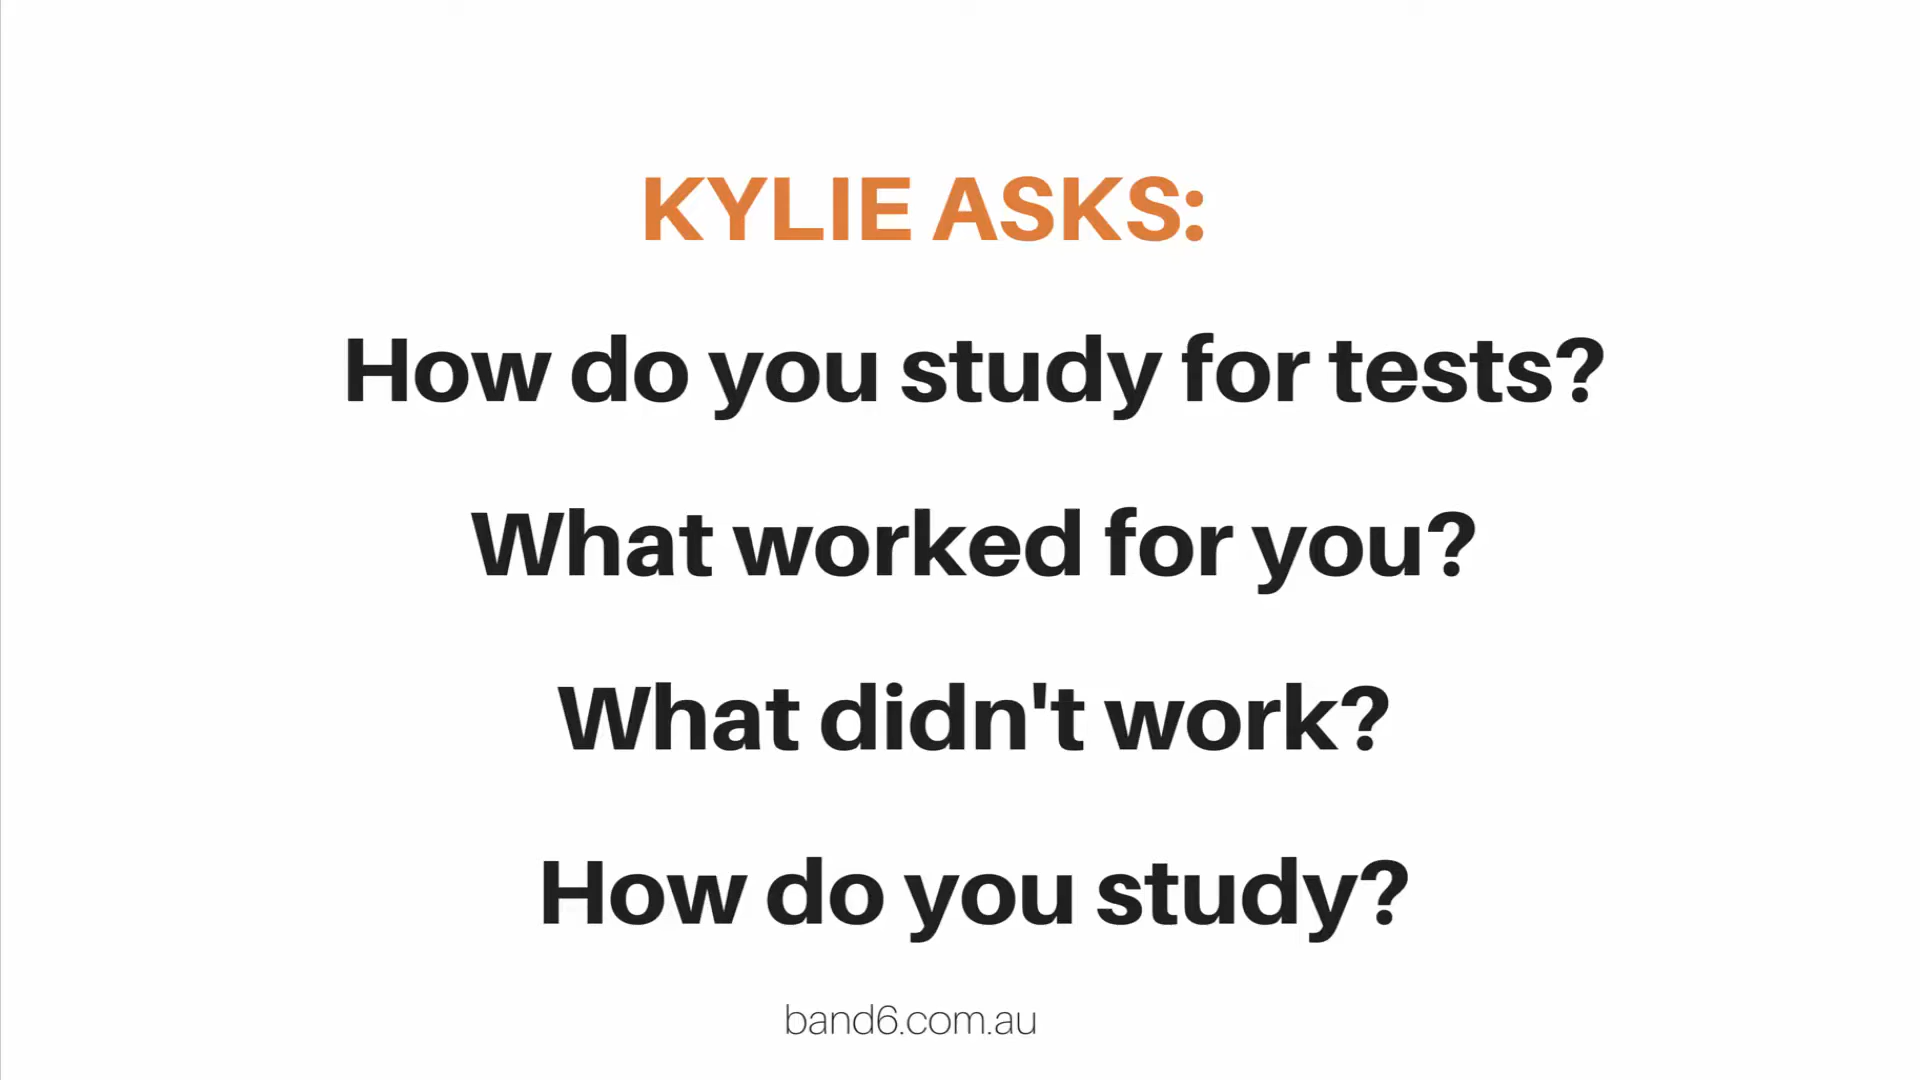 KYLIE ASKS:
How do you study for tests?
What worked for you?
What didn't work?
How do you study?
band6.com.au